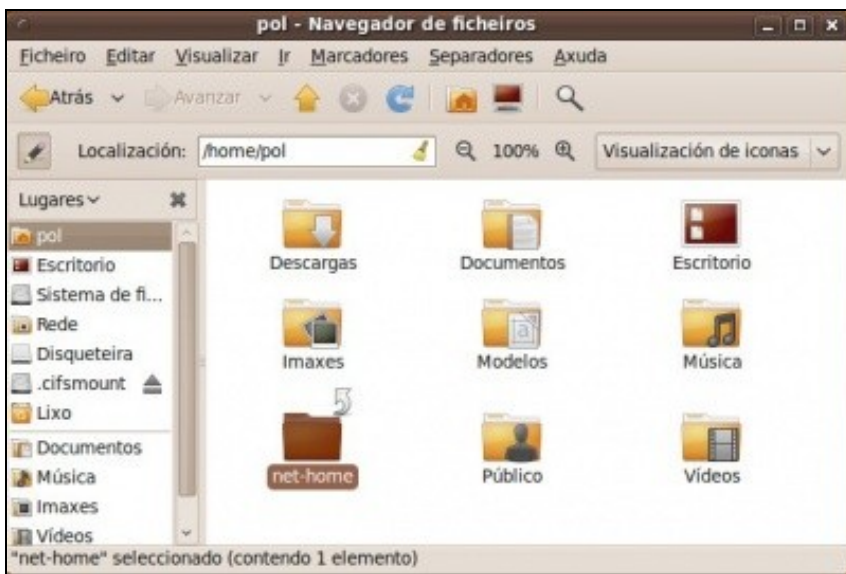 pol - Navegador de ficheiros
Ficheiro Editar Visualizar Ir Marcadores Separadores Axuda
Atrás Avanzar
Localización: /home/pol 100% Visualización de iconas
Lugares
pol
Escritorio
Sistema de fi...
Rede
Disqueteira
.cifsmount
Lixo
Documentos
Música
Imaxes
Vídeos
Descargas Documentos Escritorio
Imaxes Modelos Música
net-home Público Vídeos
"net-home" seleccionado (contendo 1 elemento)